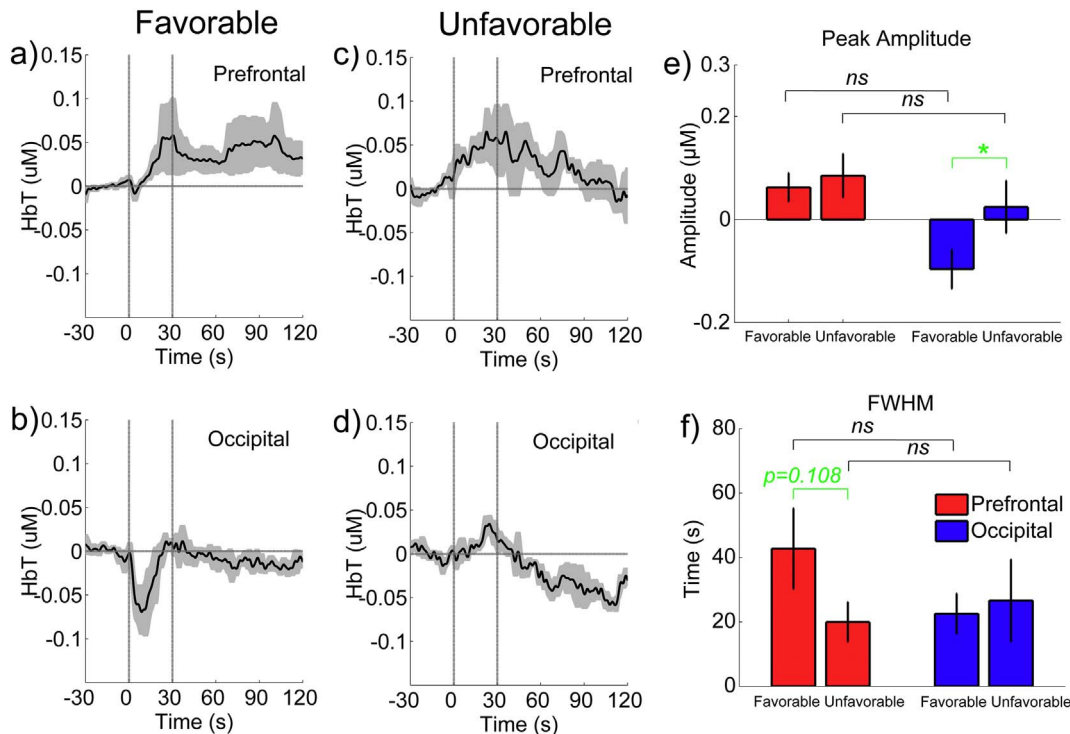 Favorable
Unfavorable
a)
0.15
0.1
0.05
0
-0.05
-0.1
HbT (uM)
Prefrontal
-30 0 30 60 90 120
Time (s)
c)
0.15
0.1
0.05
0
-0.05
-0.1
HbT (uM)
Prefrontal
-30 0 30 60 90 120
Time (s)
e)
Peak Amplitude
0.3
0
-0.2
Amplitude (µM)
ns
ns
*
Favorable Unfavorable Favorable Unfavorable
b)
0.15
0.1
0.05
0
-0.05
-0.1
HbT (uM)
Occipital
-30 0 30 60 90 120
Time (s)
d)
0.15
0.1
0.05
0
-0.05
-0.1
HbT (uM)
Occipital
-30 0 30 60 90 120
Time (s)
f)
FWHM
80
60
40
20
0
Time (s)
ns
ns
p=0.108
Prefrontal
Occipital
Favorable Unfavorable Favorable Unfavorable